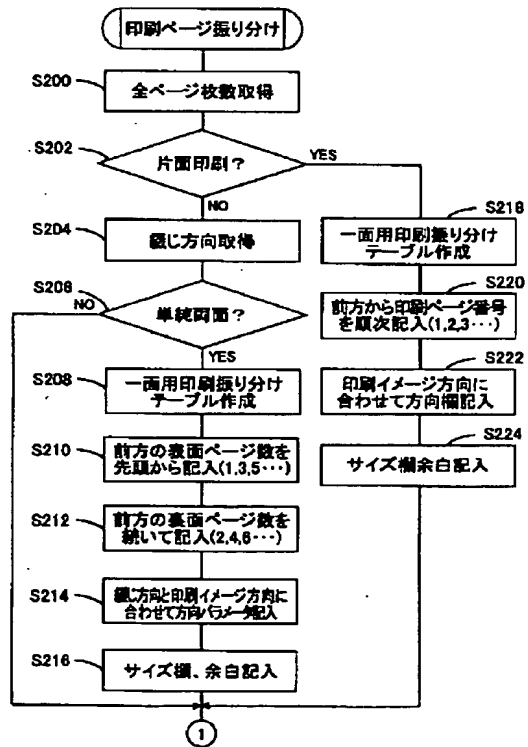 印刷ページ振り分け
S200
全ページ枚数取得
S202
片面印刷?
YES
NO
S204
綴じ方向取得
S206
NO
単純両面?
YES
S208
一面用印刷振り分け
テーブル作成
S210
前方の表面ページ数を
先頭から記入(1,3,5・・・)
S212
前方の裏面ページ数を
続いて記入(2,4,6・・・)
S214
綴じ方向と印刷イメージ方向に
合わせて方向パラメータ記入
S216
サイズ欄、余白記入
S218
一面用印刷振り分け
テーブル作成
S220
前方から印刷ページ番号
を順次記入(1,2,3・・・)
S222
印刷イメージ方向に
合わせて方向欄記入
S224
サイズ欄余白記入
1